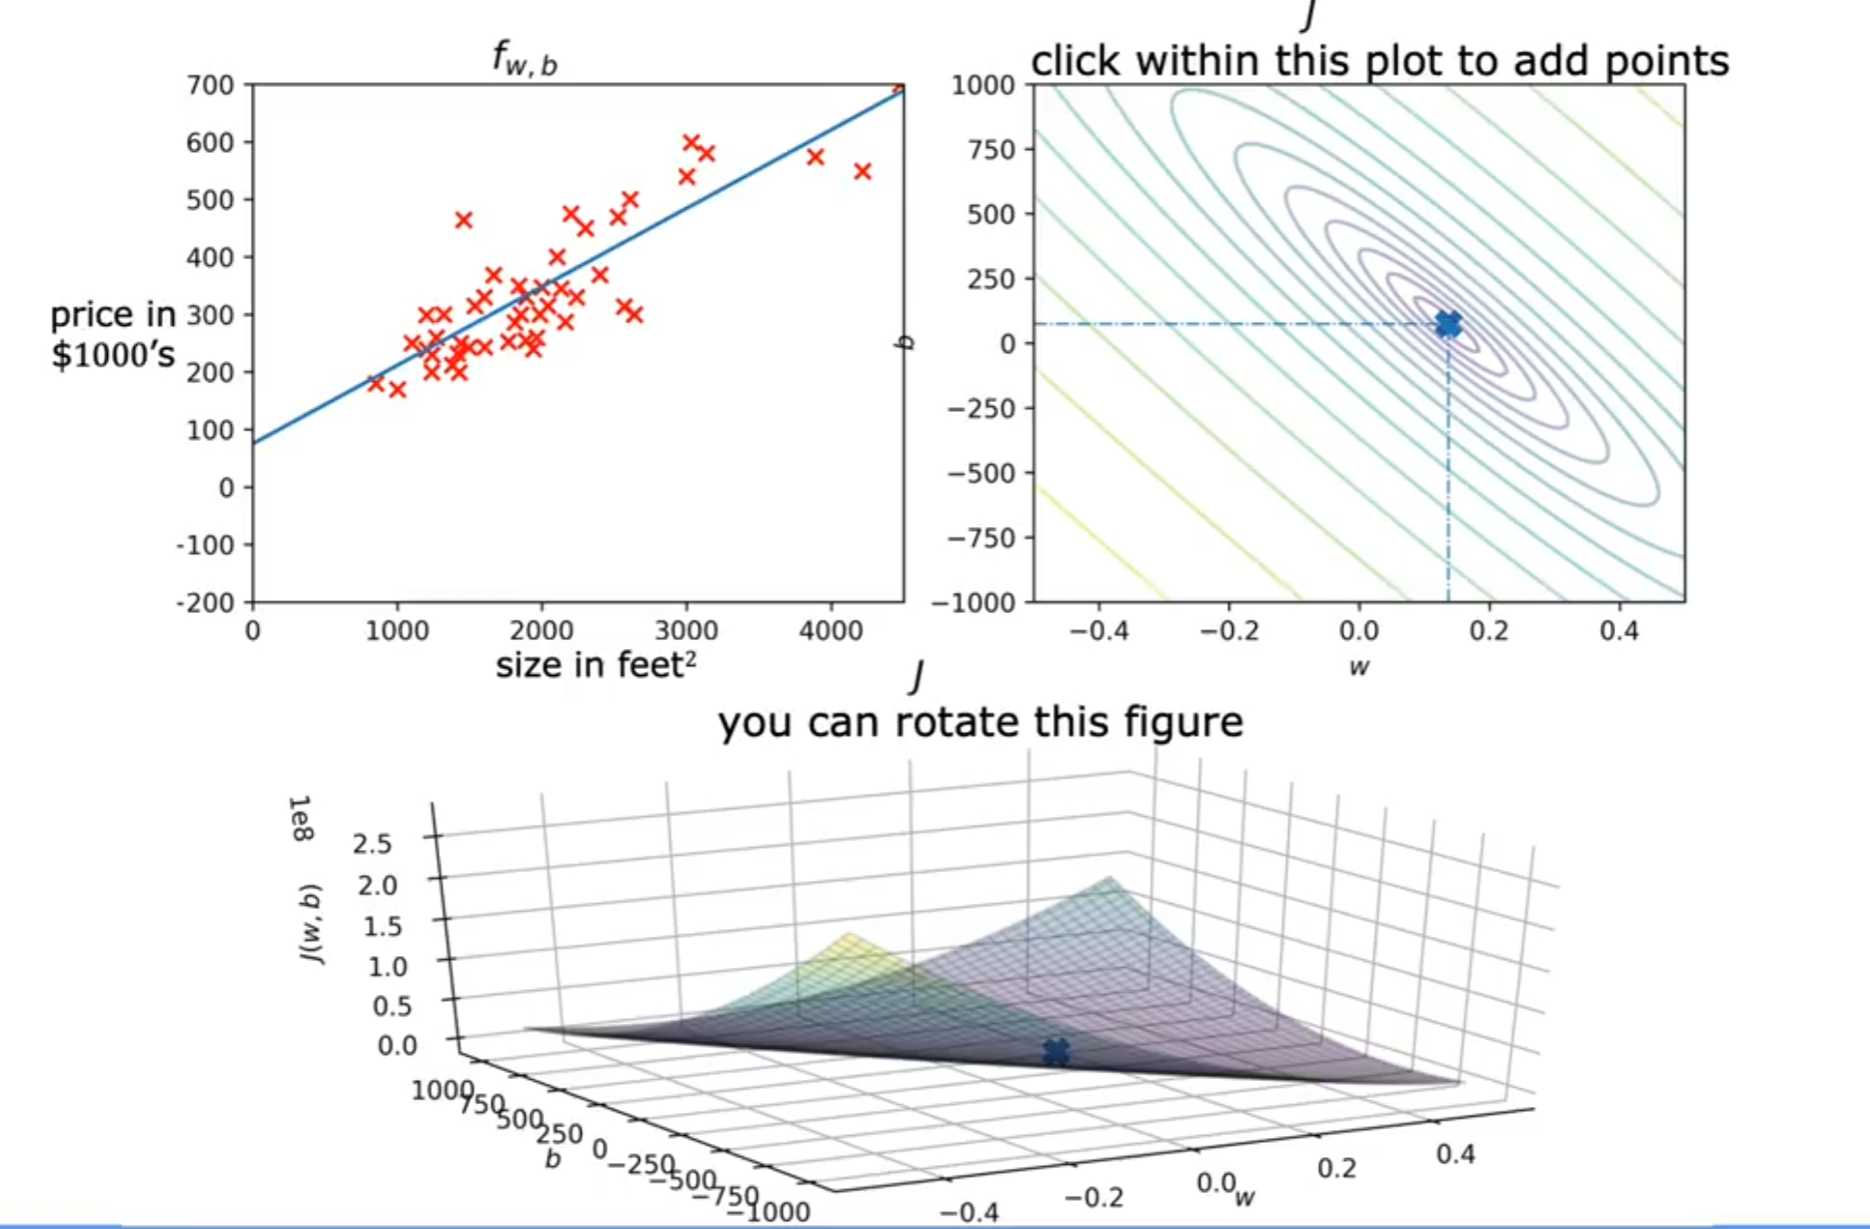 f_{w, b}
700
600
500
400
300
200
100
0
-100
-200
0 1000 2000 3000 4000
price in
$1000's
size in feet²
J
click within this plot to add points
1000
750
500
250
0
−250
−500
−750
−1000
b
−0.4 −0.2 0.0 0.2 0.4
w
J
you can rotate this figure
1e8
J(w,b)
2.5
2.0
1.5
1.0
0.5
0.0
1000
750
500
250
0
−250
−500
−750
−1000
b
−0.4
−0.2
0.0
0.2
0.4
w